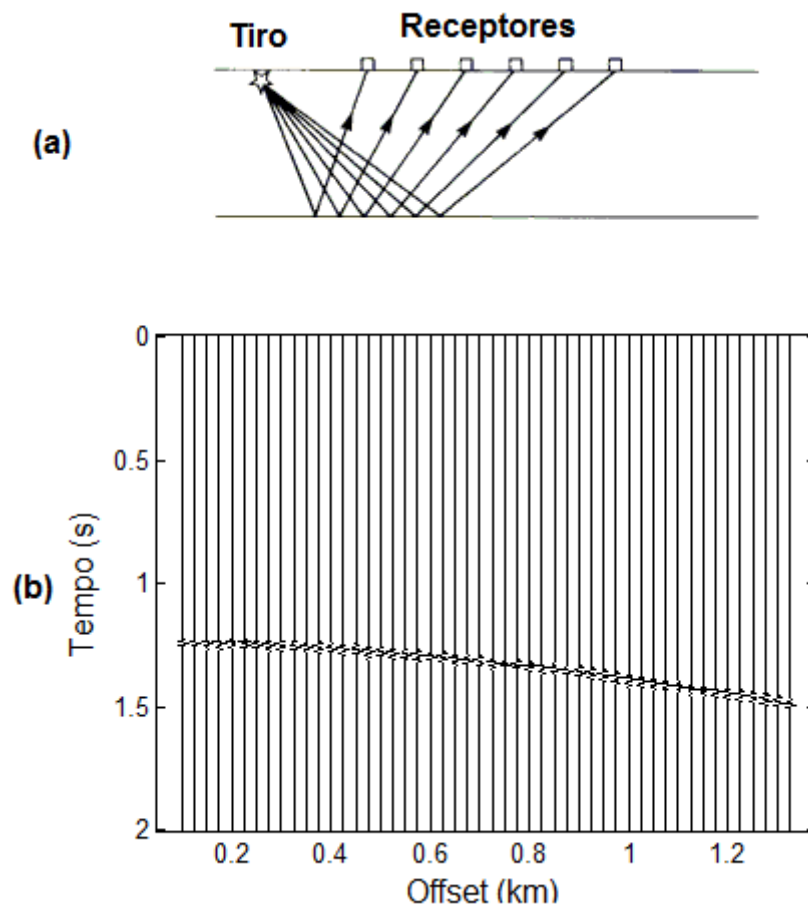 Tiro
Receptores
(a)
(b)
Tempo (s)
0
0.5
1
1.5
2
0.2 0.4 0.6 0.8 1 1.2
Offset (km)